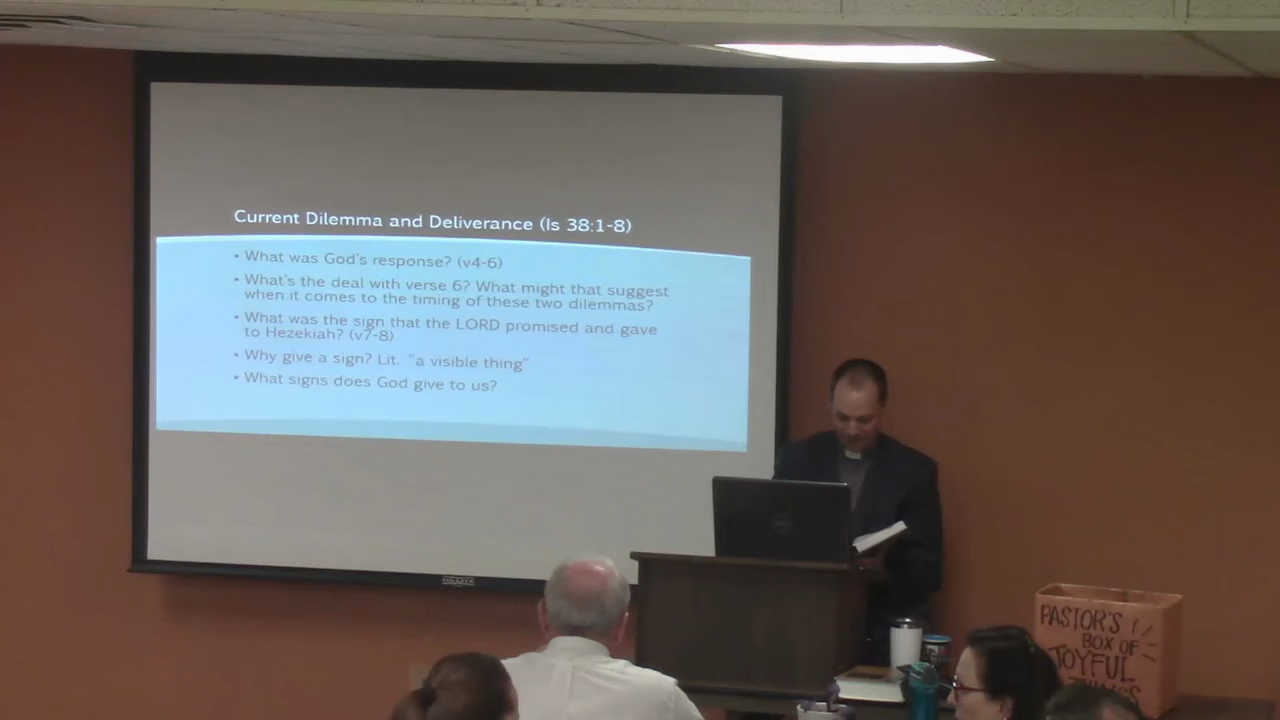 Current Dilemma and Deliverance (Is 38:1-8)
• What was God's response? (v4-6)
• What's the deal with verse 6? What might that suggest
when it comes to the timing of these two dilemmas?
• What was the sign that the LORD promised and gave
to Hezekiah? (v7-8)
• Why give a sign? Lit. "a visible thing"
• What signs does God give to us?
PASTOR'S
BOX OF
JOYFUL
THINGS